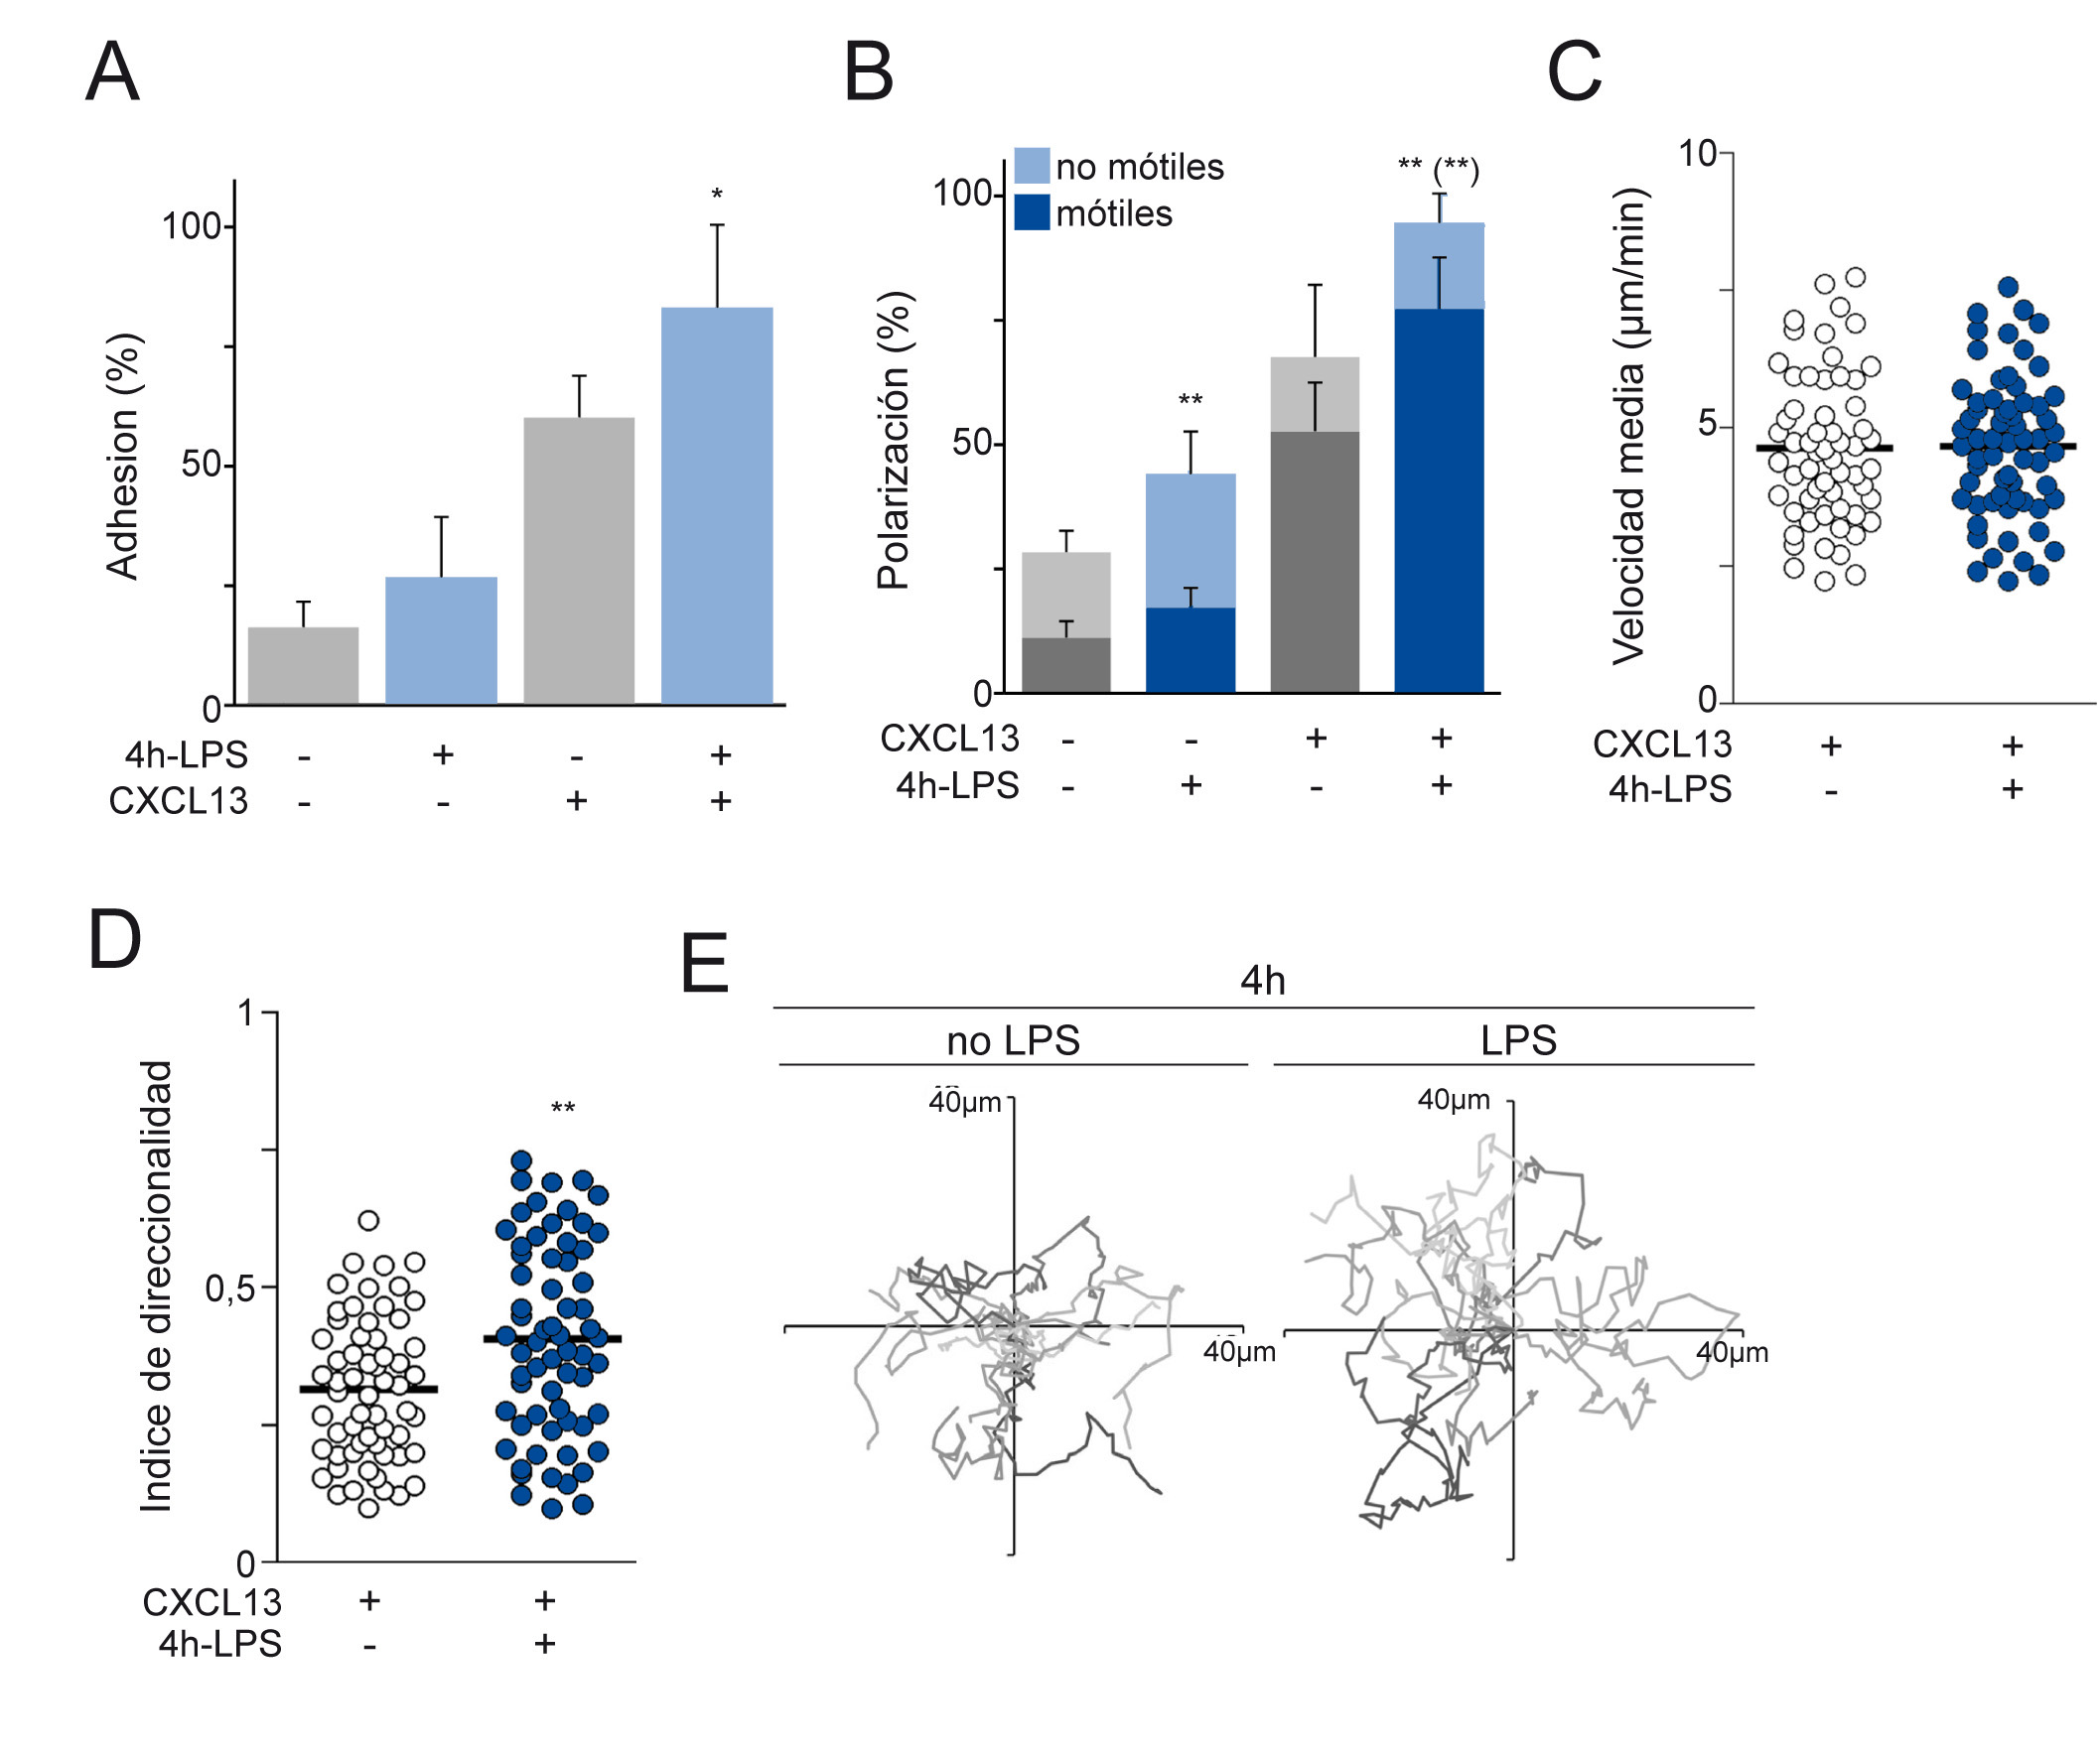 A
Adhesion (%)
100
50
0
*
4h-LPS - + - +
CXCL13 - - + +
B
Polarización (%)
no mótiles
mótiles
100
50
0
**
** (**)
CXCL13 - - + +
4h-LPS - + - +
C
Velocidad media (µm/min)
10
5
0
CXCL13 + +
4h-LPS - +
D
Indice de direccionalidad
1
0,5
0
**
CXCL13 + +
4h-LPS - +
E
4h
no LPS
LPS
40µm
40µm
40µm
40µm